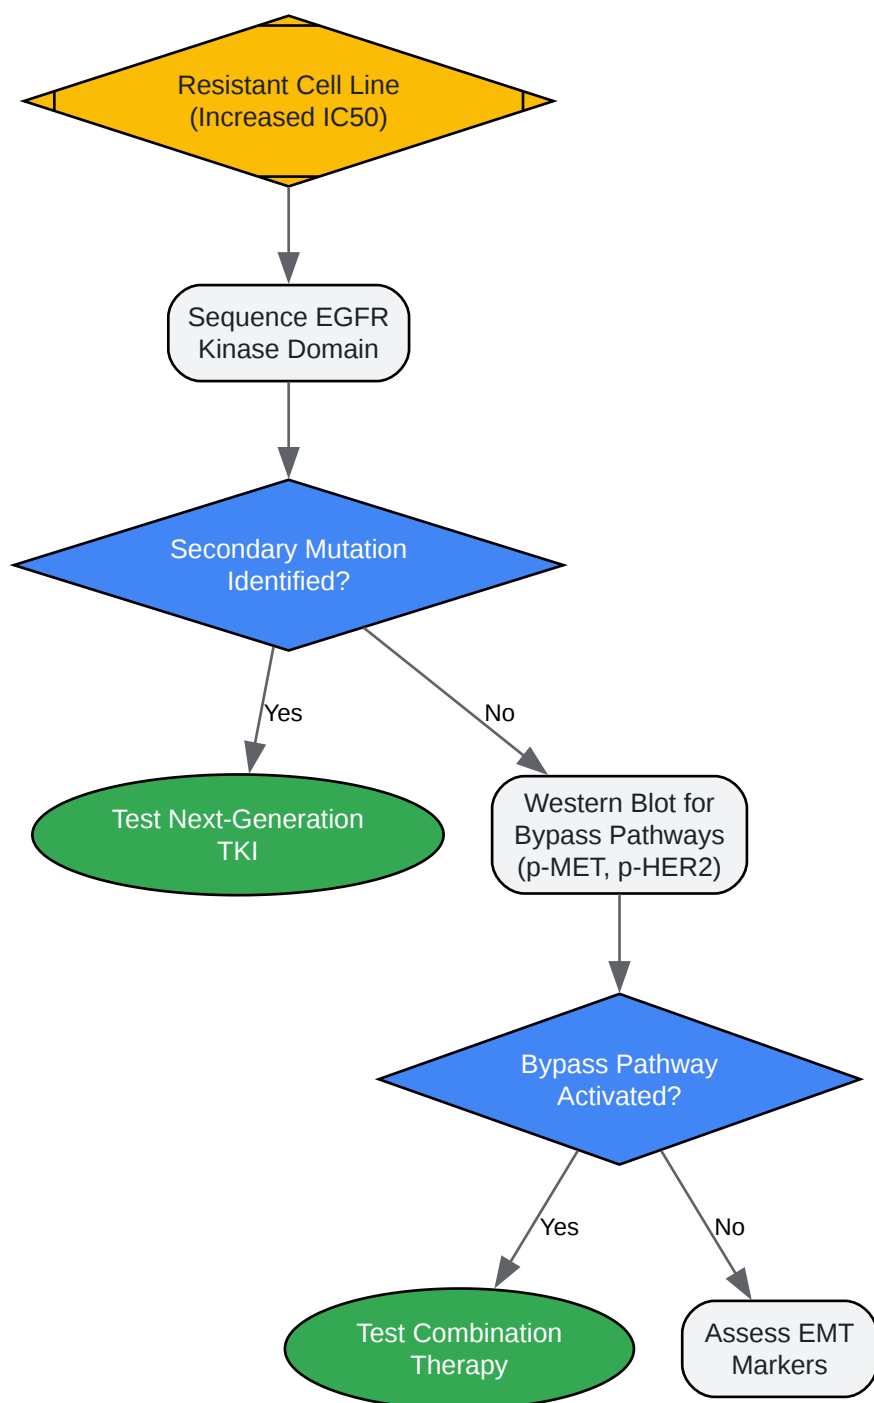 Resistant Cell Line
(Increased IC50)
Sequence EGFR
Kinase Domain
Secondary Mutation
Identified?
Yes
No
Test Next-Generation
TKI
Western Blot for
Bypass Pathways
(p-MET, p-HER2)
Bypass Pathway
Activated?
Yes
No
Test Combination
Therapy
Assess EMT
Markers